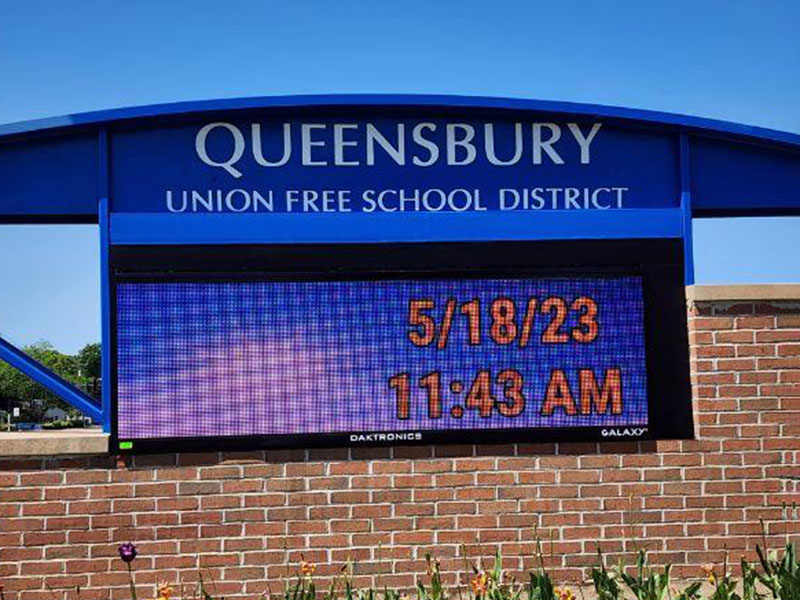 QUEENSBURY
UNION FREE SCHOOL DISTRICT
5/18/23
11:43 AM
DAKTRONICS
GALAXY